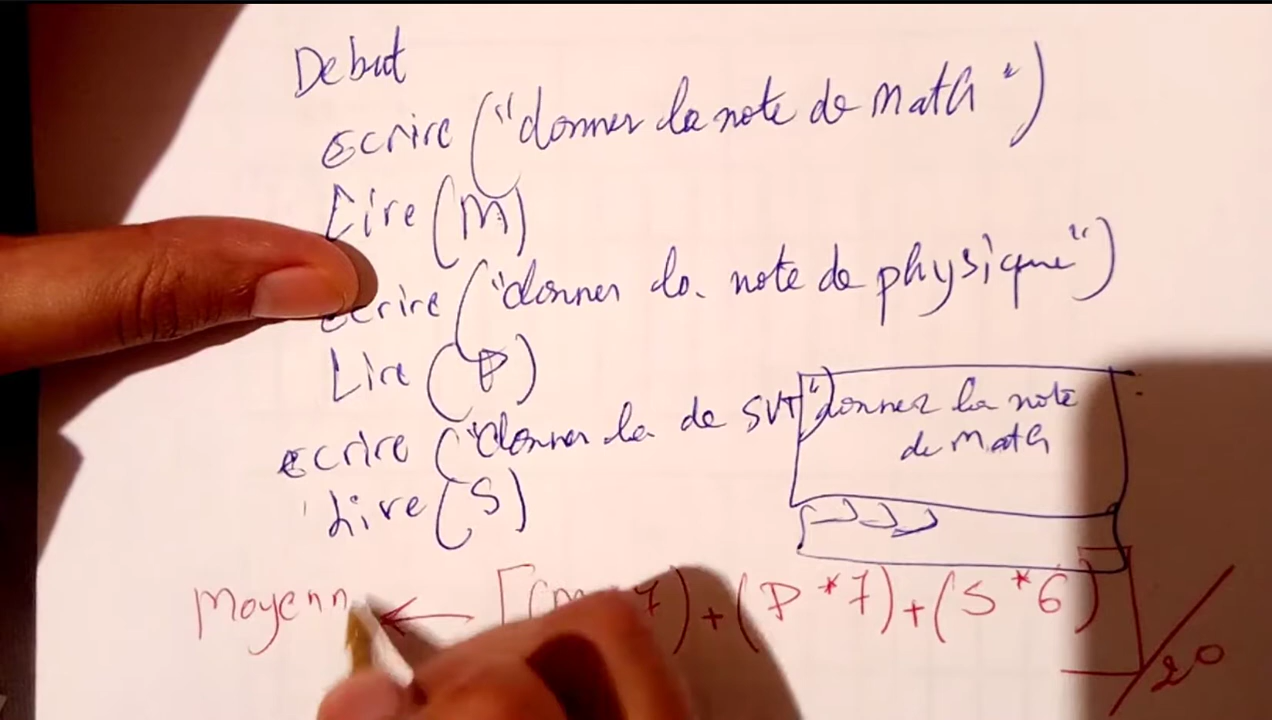 Debut
ecrire ("donner la note de math")
Lire (M)
ecrire ("donner la note de physique")
Lire (P)
ecrire ("donner la de SVT")
Lire (S)
donner la note
de math
moyenn ← [(m 7) + (P * 7) + (S * 6)] / 20